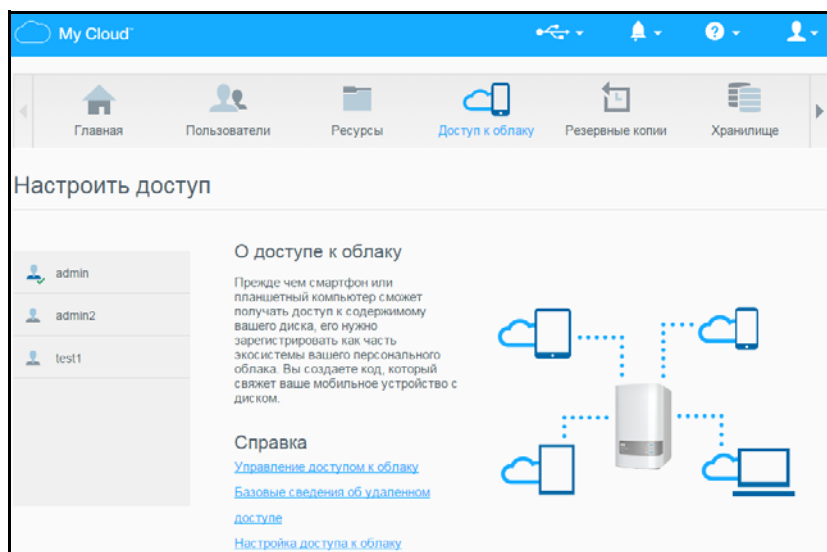 My Cloud™
Главная
Пользователи
Ресурсы
Доступ к облаку
Резервные копии
Хранилище
Настроить доступ
admin
admin2
test1
О доступе к облаку
Прежде чем смартфон или
планшетный компьютер сможет
получать доступ к содержимому
вашего диска, его нужно
зарегистрировать как часть
экосистемы вашего персонального
облака. Вы создаете код, который
свяжет ваше мобильное устройство с
диском.
Справка
Управление доступом к облаку
Базовые сведения об удаленном
доступе
Настройка доступа к облаку